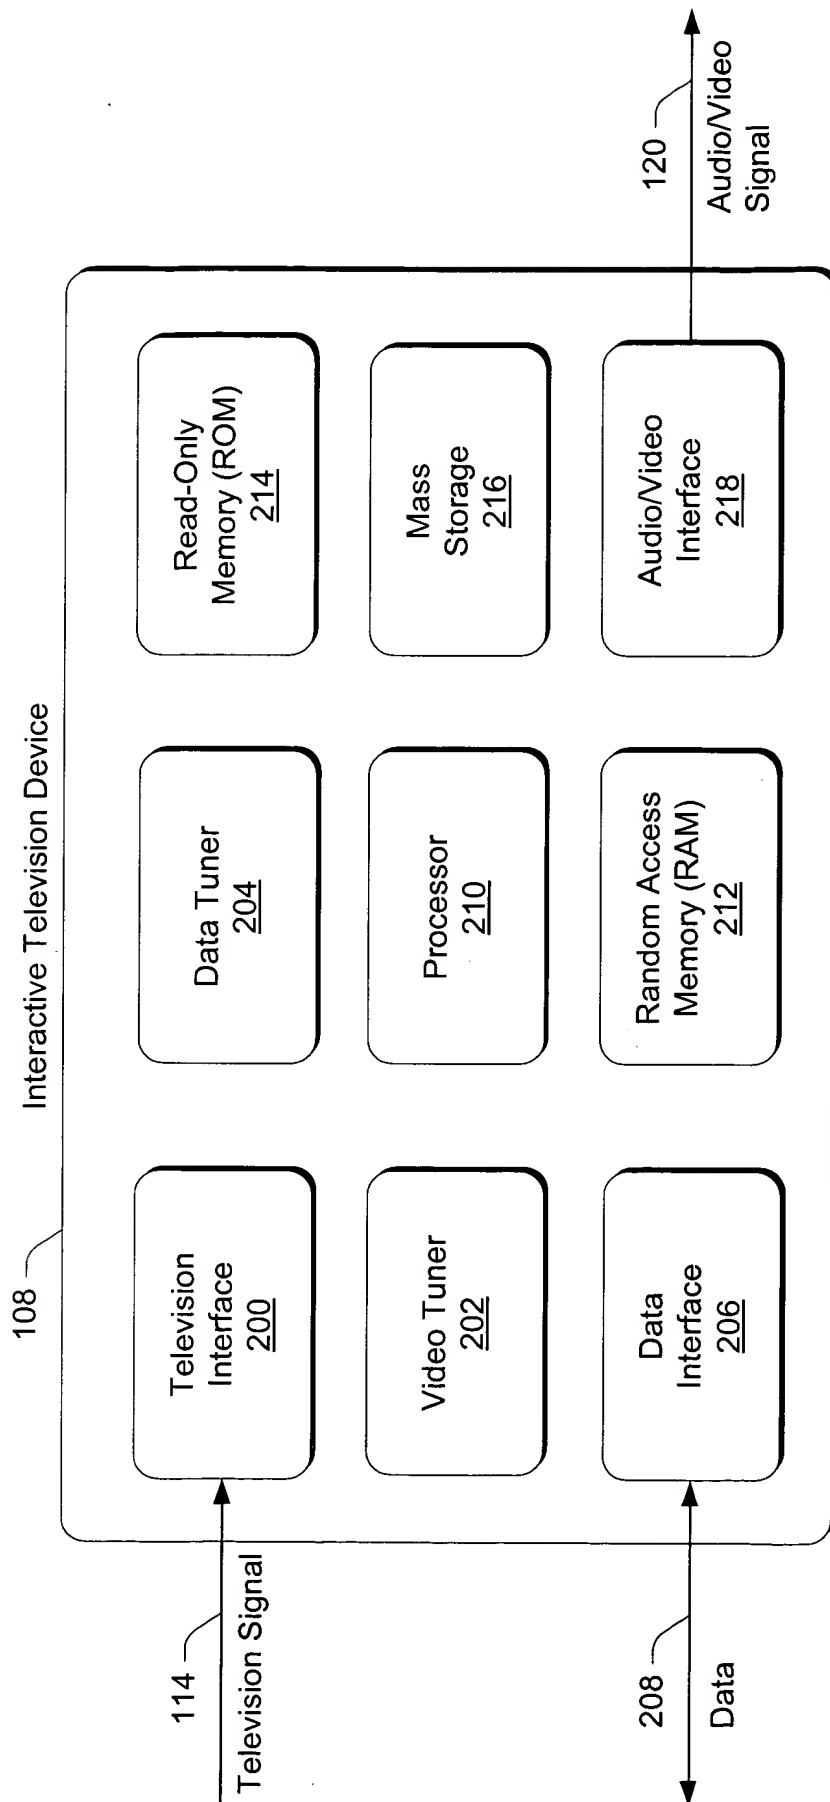 Interactive Television Device
108
114
Television Signal
Television
Interface
200
Data Tuner
204
Read-Only
Memory (ROM)
214
Video Tuner
202
Processor
210
Mass
Storage
216
208
Data
Data
Interface
206
Random Access
Memory (RAM)
212
Audio/Video
Interface
218
120
Audio/Video
Signal